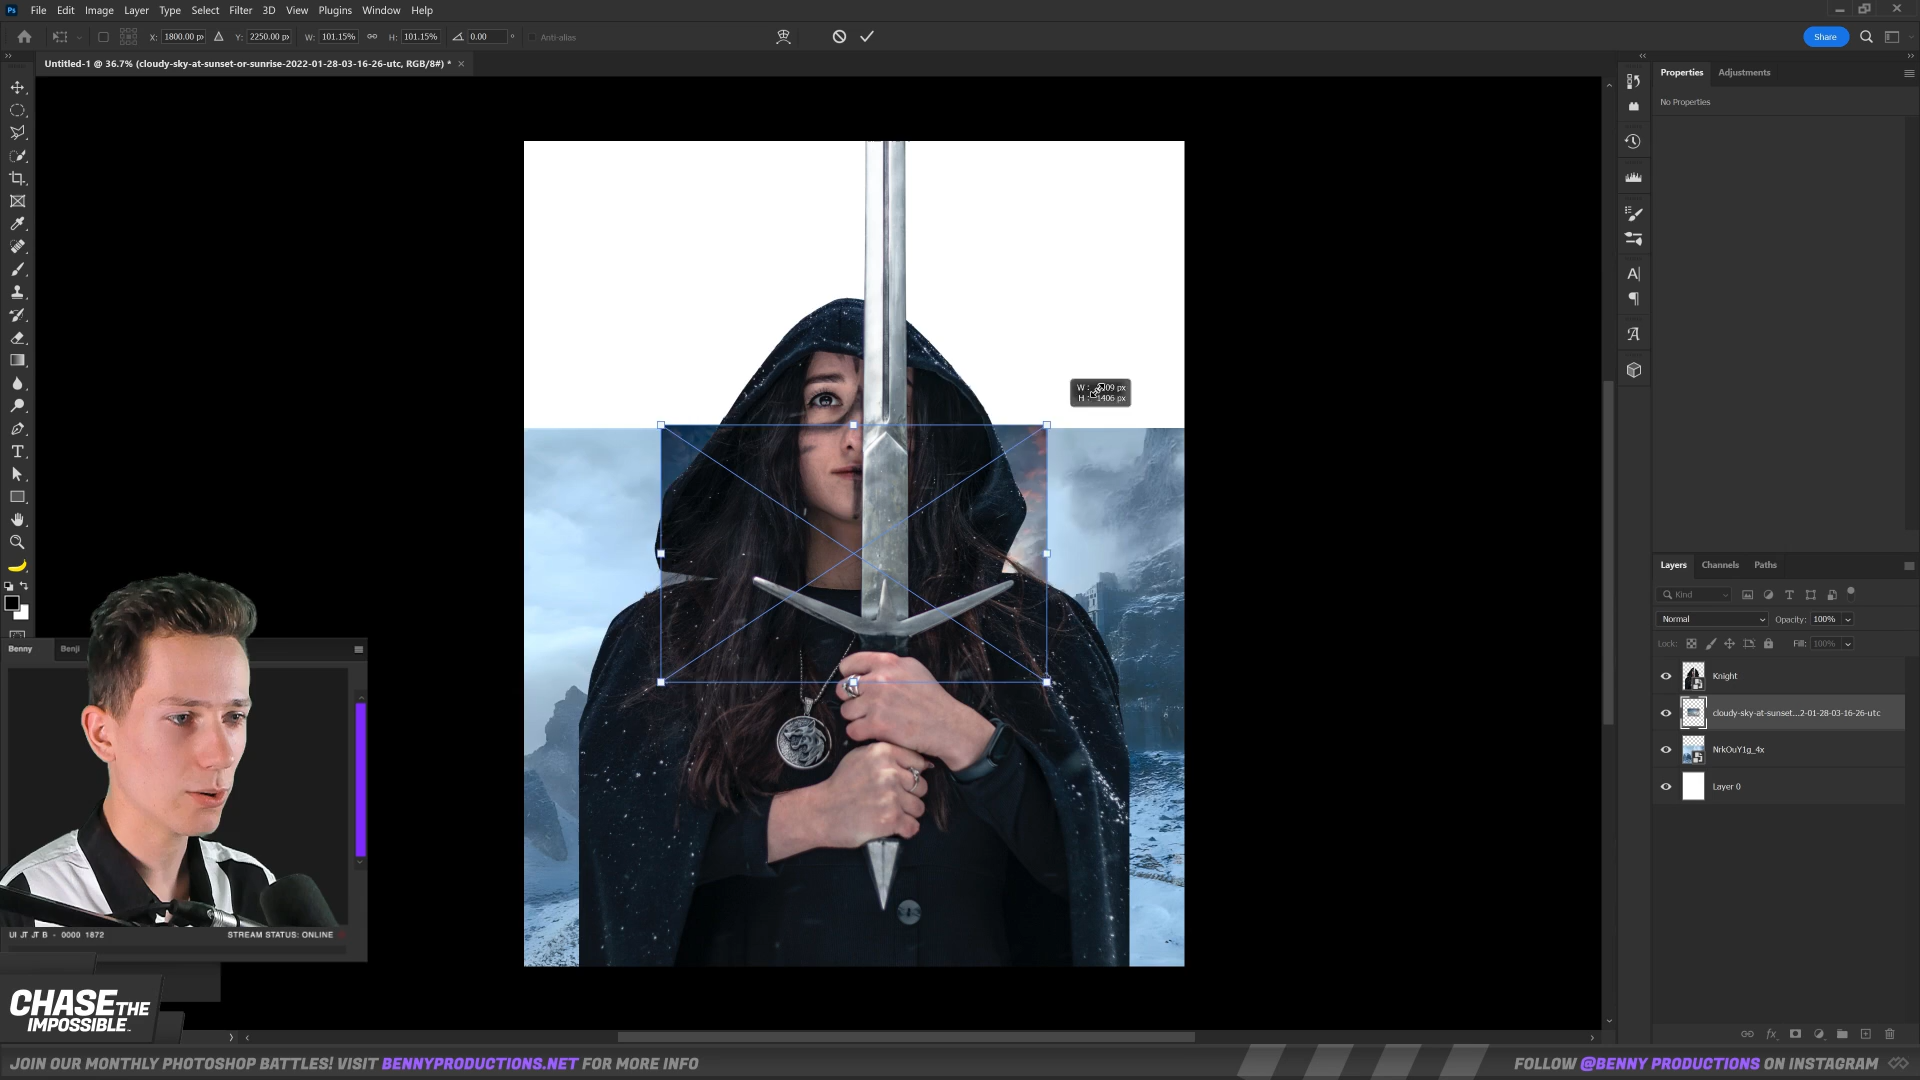 Ps File Edit Image Layer Type Select Filter 3D View Plugins Window Help
X: 1800.00 px Y: 2250.00 px W: 101.15% H: 101.15% 0.00 ° Anti-alias Share
Untitled-1 @ 36.7% (cloudy-sky-at-sunset-or-sunrise-2022-01-28-03-16-26-utc, RGB/8#) *
Properties Adjustments
No Properties
W :
H : 1406 px
Layers Channels Paths
Kind
Normal Opacity: 100%
Lock: Fill: 100%
Knight
cloudy-sky-at-sunset...2-01-28-03-16-26-utc
NrkOuY1g_4x
Layer 0
Benny Benji
STREAM STATUS: ONLINE
CHASE THE
IMPOSSIBLE
JOIN OUR MONTHLY PHOTOSHOP BATTLES! VISIT BENNYPRODUCTIONS.NET FOR MORE INFO
FOLLOW @BENNY PRODUCTIONS ON INSTAGRAM